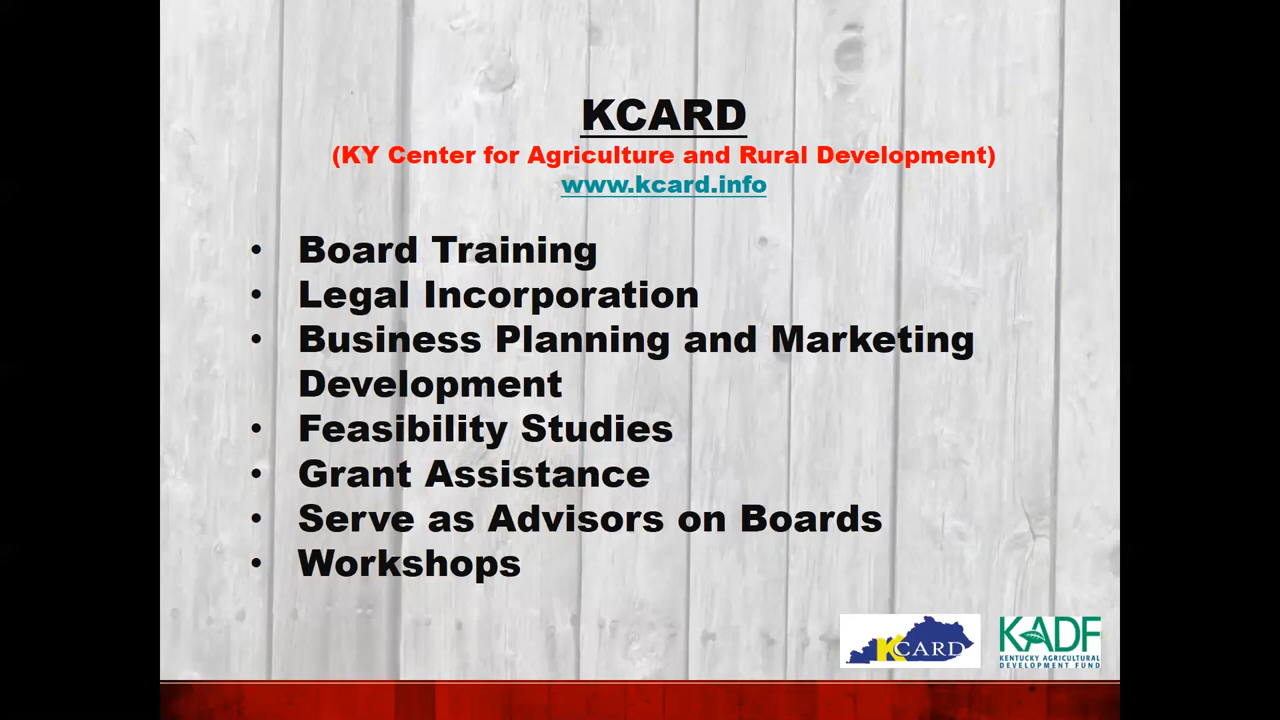 KCARD
(KY Center for Agriculture and Rural Development)
www.kcard.info
• Board Training
• Legal Incorporation
• Business Planning and Marketing
Development
• Feasibility Studies
• Grant Assistance
• Serve as Advisors on Boards
• Workshops
KCARD
KADF
KENTUCKY AGRICULTURAL
DEVELOPMENT FUND